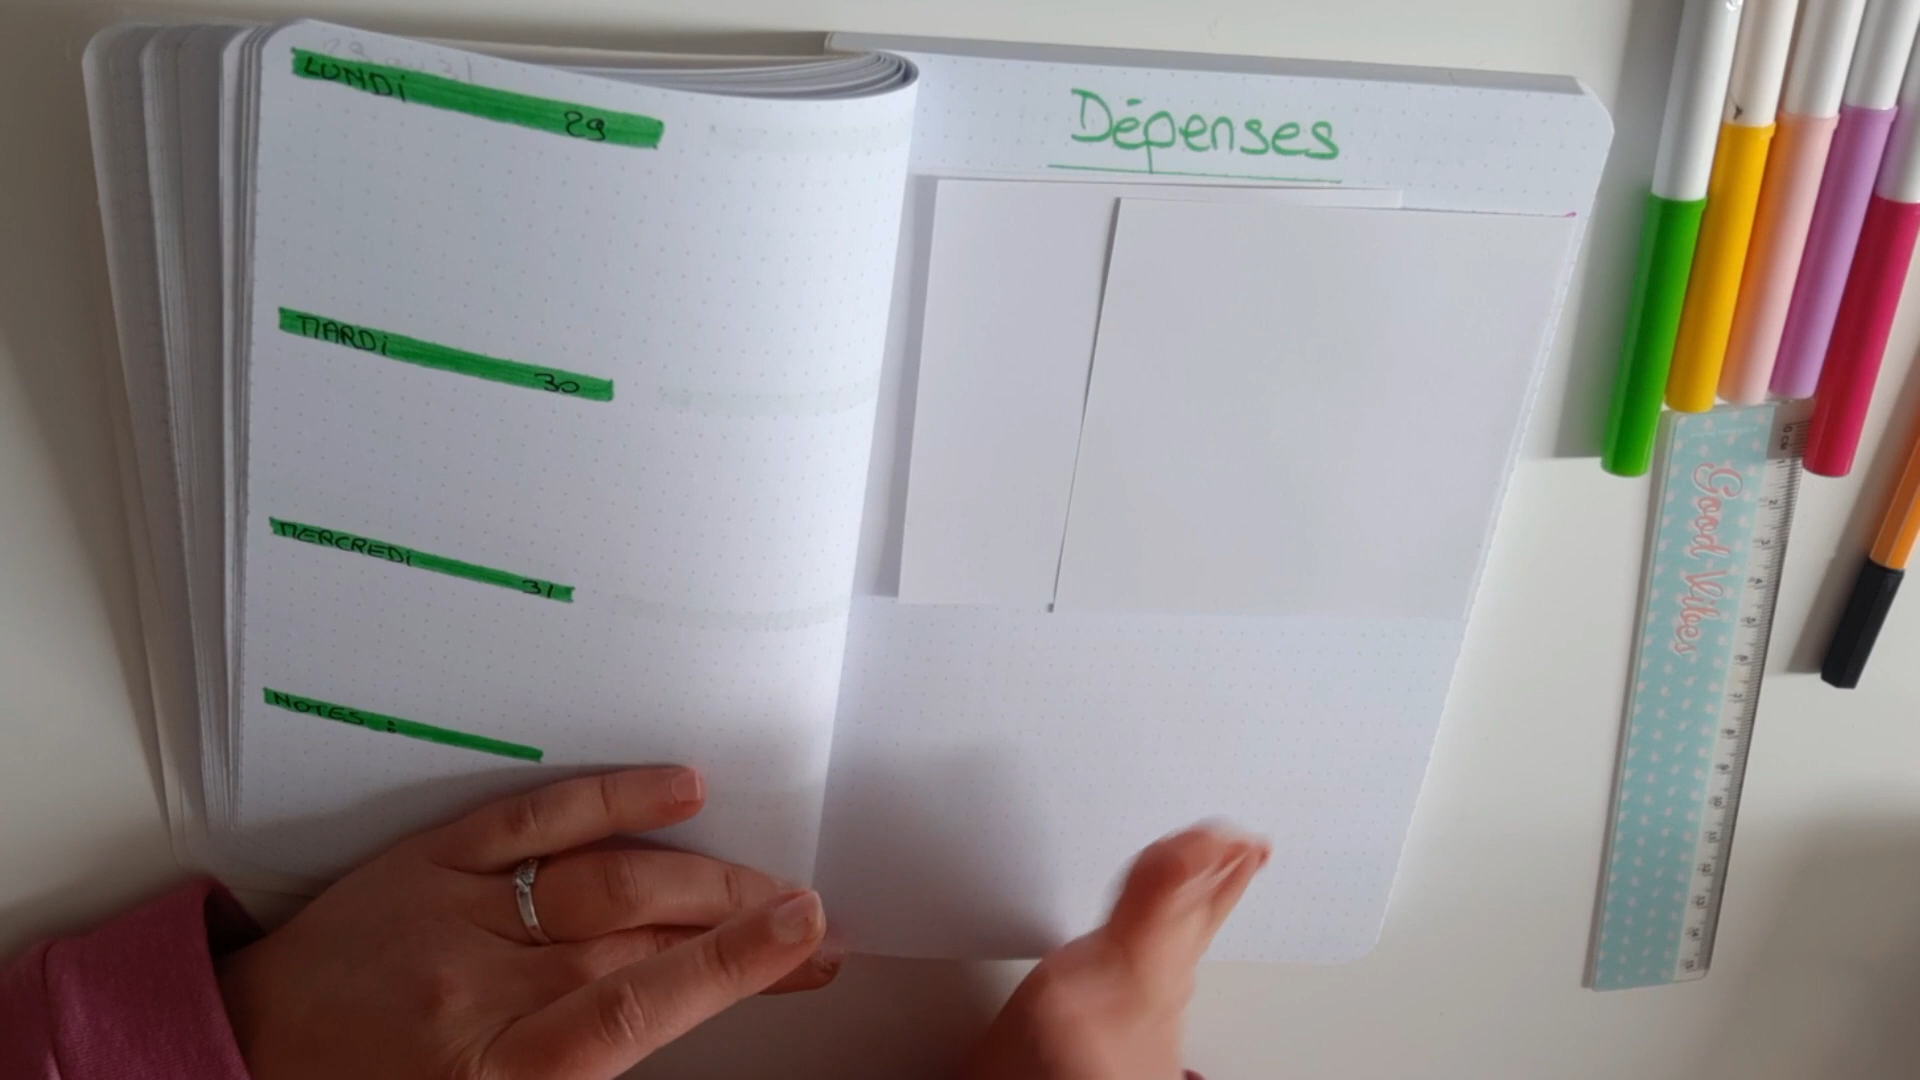 LUNDi
29
MARDi
30
MERCREDi
31
NOTES :
Dépenses
Good Vibes